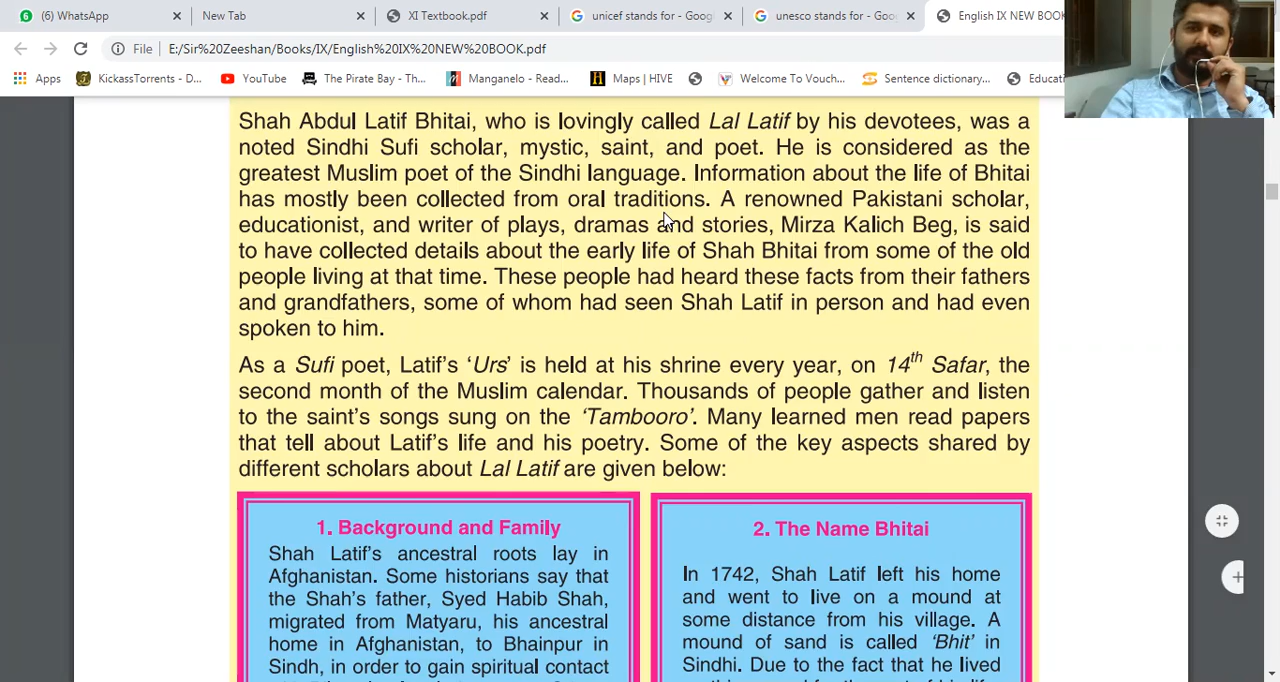 (6) WhatsApp
New Tab
XI Textbook.pdf
unicef stands for - Goog
unesco stands for - Goo
English IX NEW BOOK
File
E:/Sir%20Zeeshan/Books/IX/English%20IX%20NEW%20BOOK.pdf
Apps
KickassTorrents - D...
YouTube
The Pirate Bay - Th...
Manganelo - Read...
Maps | HIVE
Welcome To Vouch...
Sentence dictionary...
Educati
Shah Abdul Latif Bhitai, who is lovingly called Lal Latif by his devotees, was a
noted Sindhi Sufi scholar, mystic, saint, and poet. He is considered as the
greatest Muslim poet of the Sindhi language. Information about the life of Bhitai
has mostly been collected from oral traditions. A renowned Pakistani scholar,
educationist, and writer of plays, dramas and stories, Mirza Kalich Beg, is said
to have collected details about the early life of Shah Bhitai from some of the old
people living at that time. These people had heard these facts from their fathers
and grandfathers, some of whom had seen Shah Latif in person and had even
spoken to him.
As a Sufi poet, Latif's 'Urs' is held at his shrine every year, on 14th Safar, the
second month of the Muslim calendar. Thousands of people gather and listen
to the saint's songs sung on the 'Tambooro'. Many learned men read papers
that tell about Latif's life and his poetry. Some of the key aspects shared by
different scholars about Lal Latif are given below:
1. Background and Family
Shah Latif's ancestral roots lay in
Afghanistan. Some historians say that
the Shah's father, Syed Habib Shah,
migrated from Matyaru, his ancestral
home in Afghanistan, to Bhainpur in
Sindh, in order to gain spiritual contact
2. The Name Bhitai
In 1742, Shah Latif left his home
and went to live on a mound at
some distance from his village. A
mound of sand is called 'Bhit' in
Sindhi. Due to the fact that he lived